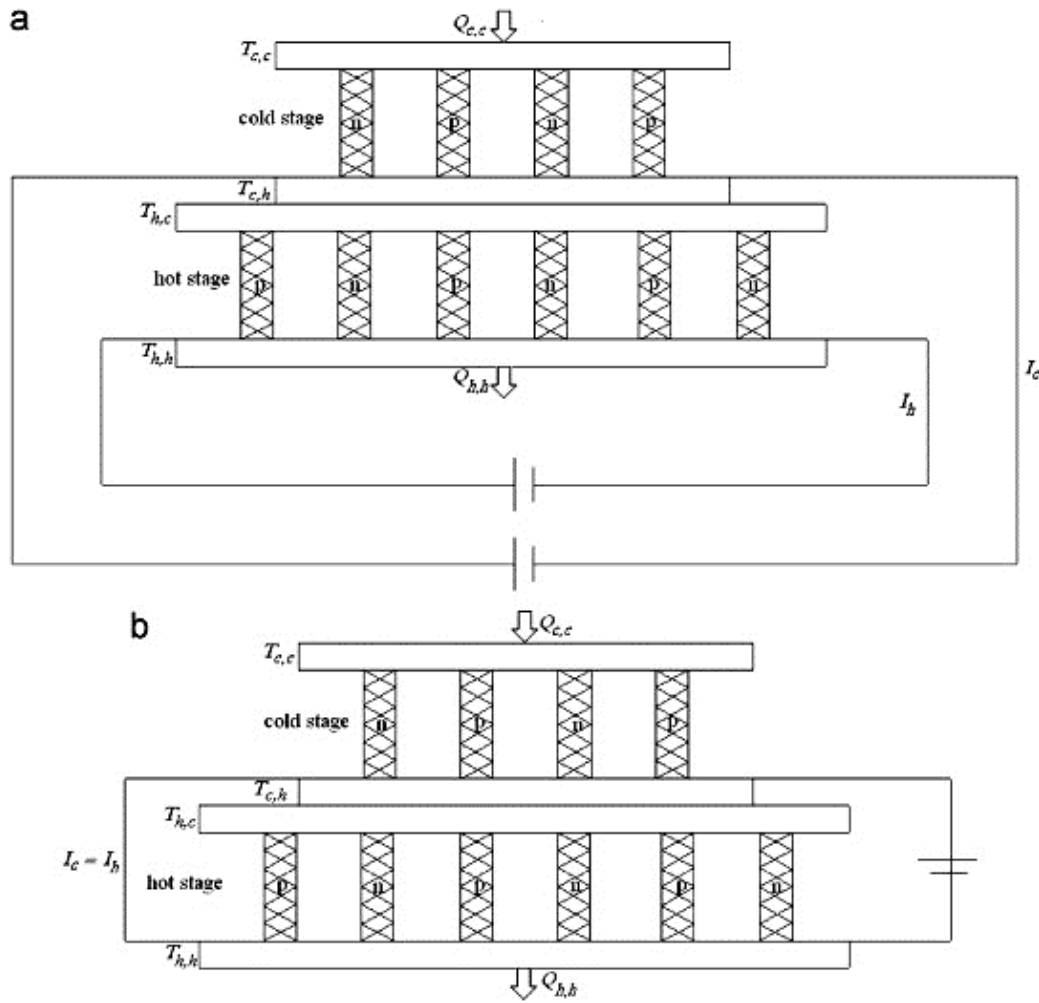 a
Q_{c,c}
T_{c,c}
cold stage
n p n p
T_{c,h}
T_{h,c}
hot stage
p n p n p n
T_{h,h}
Q_{h,h}
I_h
I_c
b
Q_{c,c}
T_{c,c}
cold stage
n p n p
T_{c,h}
T_{h,c}
I_c = I_h
hot stage
p n p n p n
T_{h,h}
Q_{h,h}